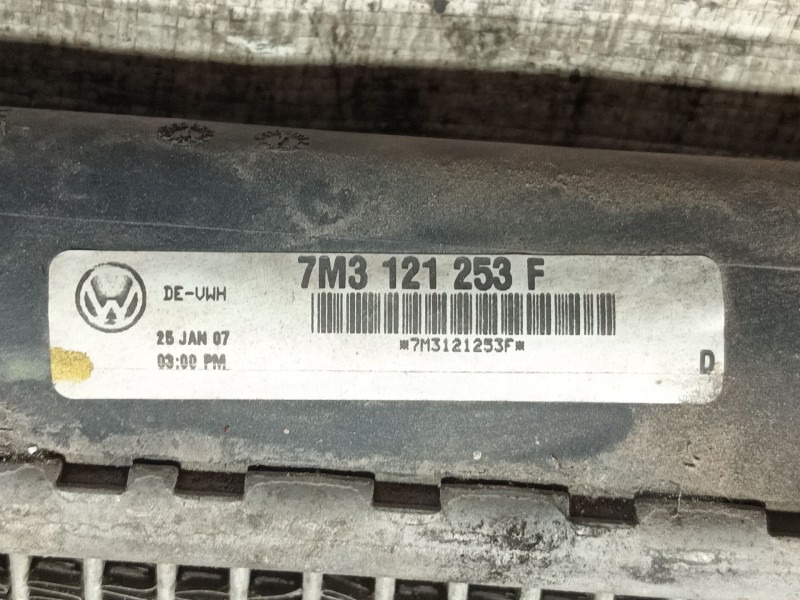 7M3 121 253 F
DE-VWH
*7M3121253F*
25 JAN 07
03:00 PM
D